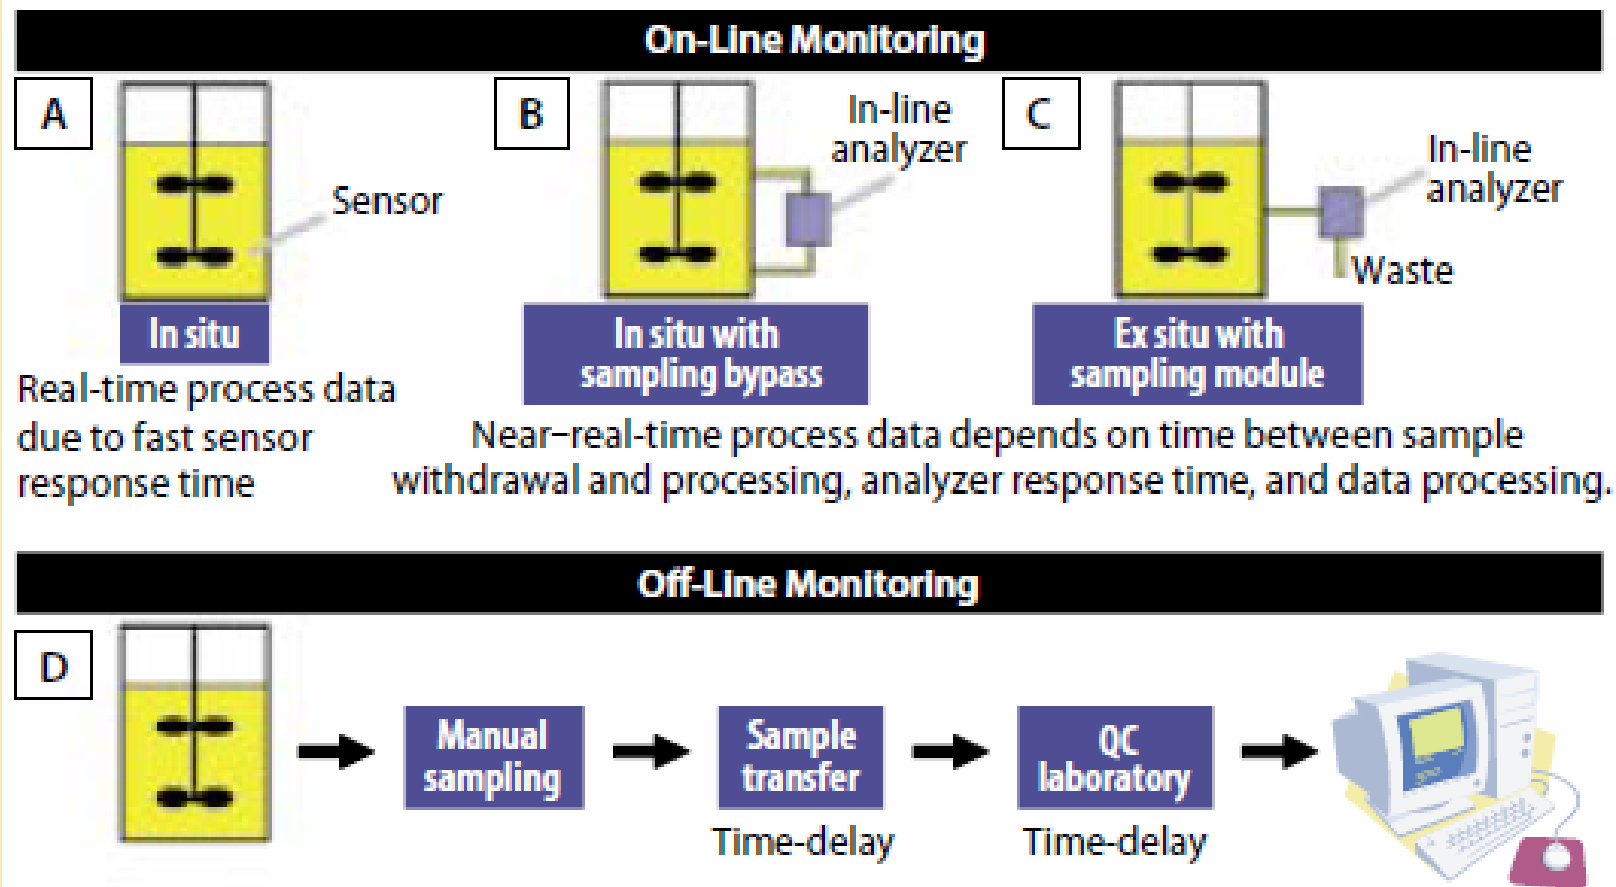 On-Line Monitoring
A
Sensor
In situ
Real-time process data
due to fast sensor
response time
B
In-line
analyzer
In situ with
sampling bypass
C
In-line
analyzer
Waste
Ex situ with
sampling module
Near–real-time process data depends on time between sample
withdrawal and processing, analyzer response time, and data processing.
Off-Line Monitoring
D
Manual
sampling
Sample
transfer
Time-delay
QC
laboratory
Time-delay